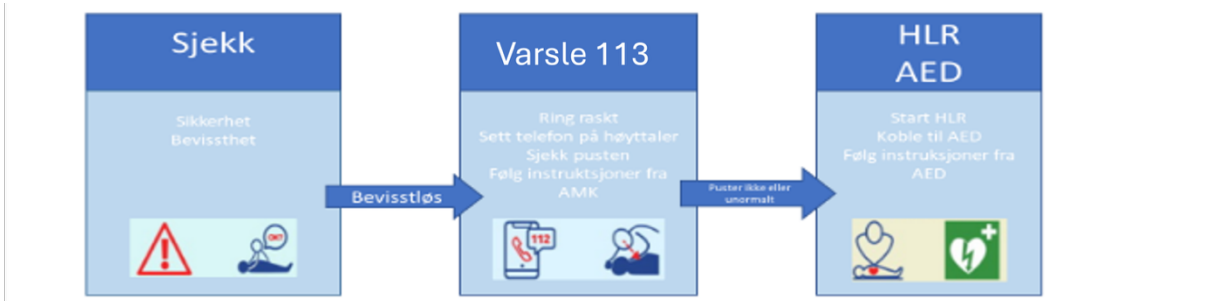 Sjekk
Sikkerhet
Bevissthet
Bevisstløs
Varsle 113
Ring raskt
Sett telefon på høyttaler
Sjekk pusten
Følg instruktsjoner fra
AMK
112
Puster ikke eller
unormalt
HLR
AED
Start HLR
Koble til AED
Følg instruksjoner fra
AED